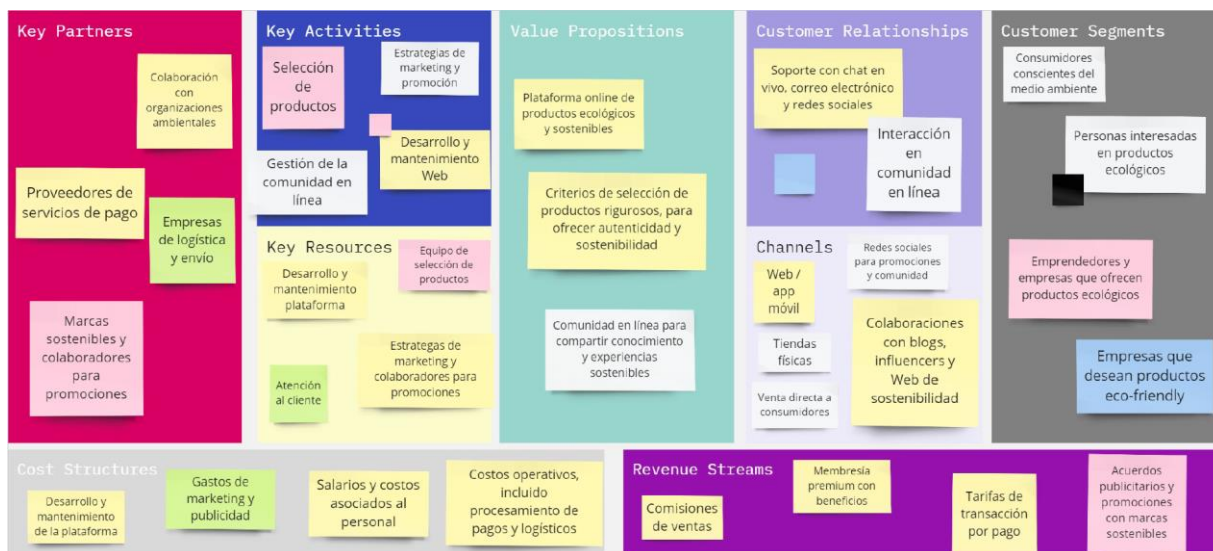 Key Partners
Colaboración
con
organizaciones
ambientales
Proveedores de
servicios de pago
Empresas
de logística
y envío
Marcas
sostenibles y
colaboradores
para
promociones
Key Activities
Selección
de
productos
Estrategias de
marketing y
promoción
Desarrollo y
mantenimiento
Web
Gestión de la
comunidad en
línea
Key Resources
Desarrollo y
mantenimiento
plataforma
Equipo de
selección de
productos
Estrategas de
marketing y
colaboradores para
promociones
Atención
al cliente
Value Propositions
Plataforma online de
productos ecológicos
y sostenibles
Criterios de selección de
productos rigurosos, para
ofrecer autenticidad y
sostenibilidad
Comunidad en línea para
compartir conocimiento
y experiencias
sostenibles
Customer Relationships
Soporte con chat en
vivo, correo electrónico
y redes sociales
Interacción
en
comunidad
en línea
Channels
Redes sociales
para promociones
y comunidad
Web /
app
móvil
Tiendas
físicas
Venta directa a
consumidores
Colaboraciones
con blogs,
influencers y
Web de
sostenibilidad
Customer Segments
Consumidores
conscientes del
medio ambiente
Personas interesadas
en productos
ecológicos
Emprendedores y
empresas que ofrecen
productos ecológicos
Empresas que
desean productos
eco-friendly
Cost Structures
Desarrollo y
mantenimiento
de la plataforma
Gastos de
marketing y
publicidad
Salarios y costos
asociados al
personal
Costos operativos,
incluido
procesamiento de
pagos y logísticos
Revenue Streams
Comisiones
de ventas
Membresía
premium con
beneficios
Tarifas de
transacción
por pago
Acuerdos
publicitarios y
promociones
con marcas
sostenibles